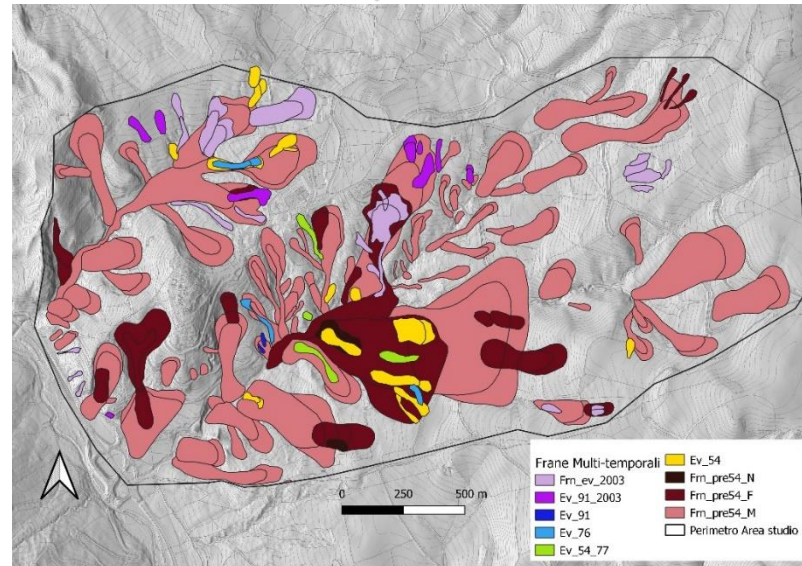 Frane Multi-temporali
Frn_ev_2003
Ev_91_2003
Ev_91
Ev_76
Ev_54_77
Ev_54
Frn_pre54_N
Frn_pre54_F
Frn_pre54_M
Perimetro Area studio
0 250 500 m